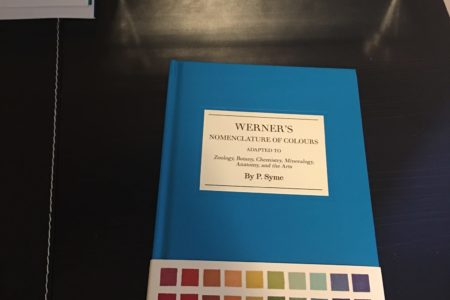 WERNER'S
NOMENCLATURE OF COLOURS
ADAPTED TO
Zoology, Botany, Chemistry, Mineralogy,
Anatomy, and the Arts
By P. Syme